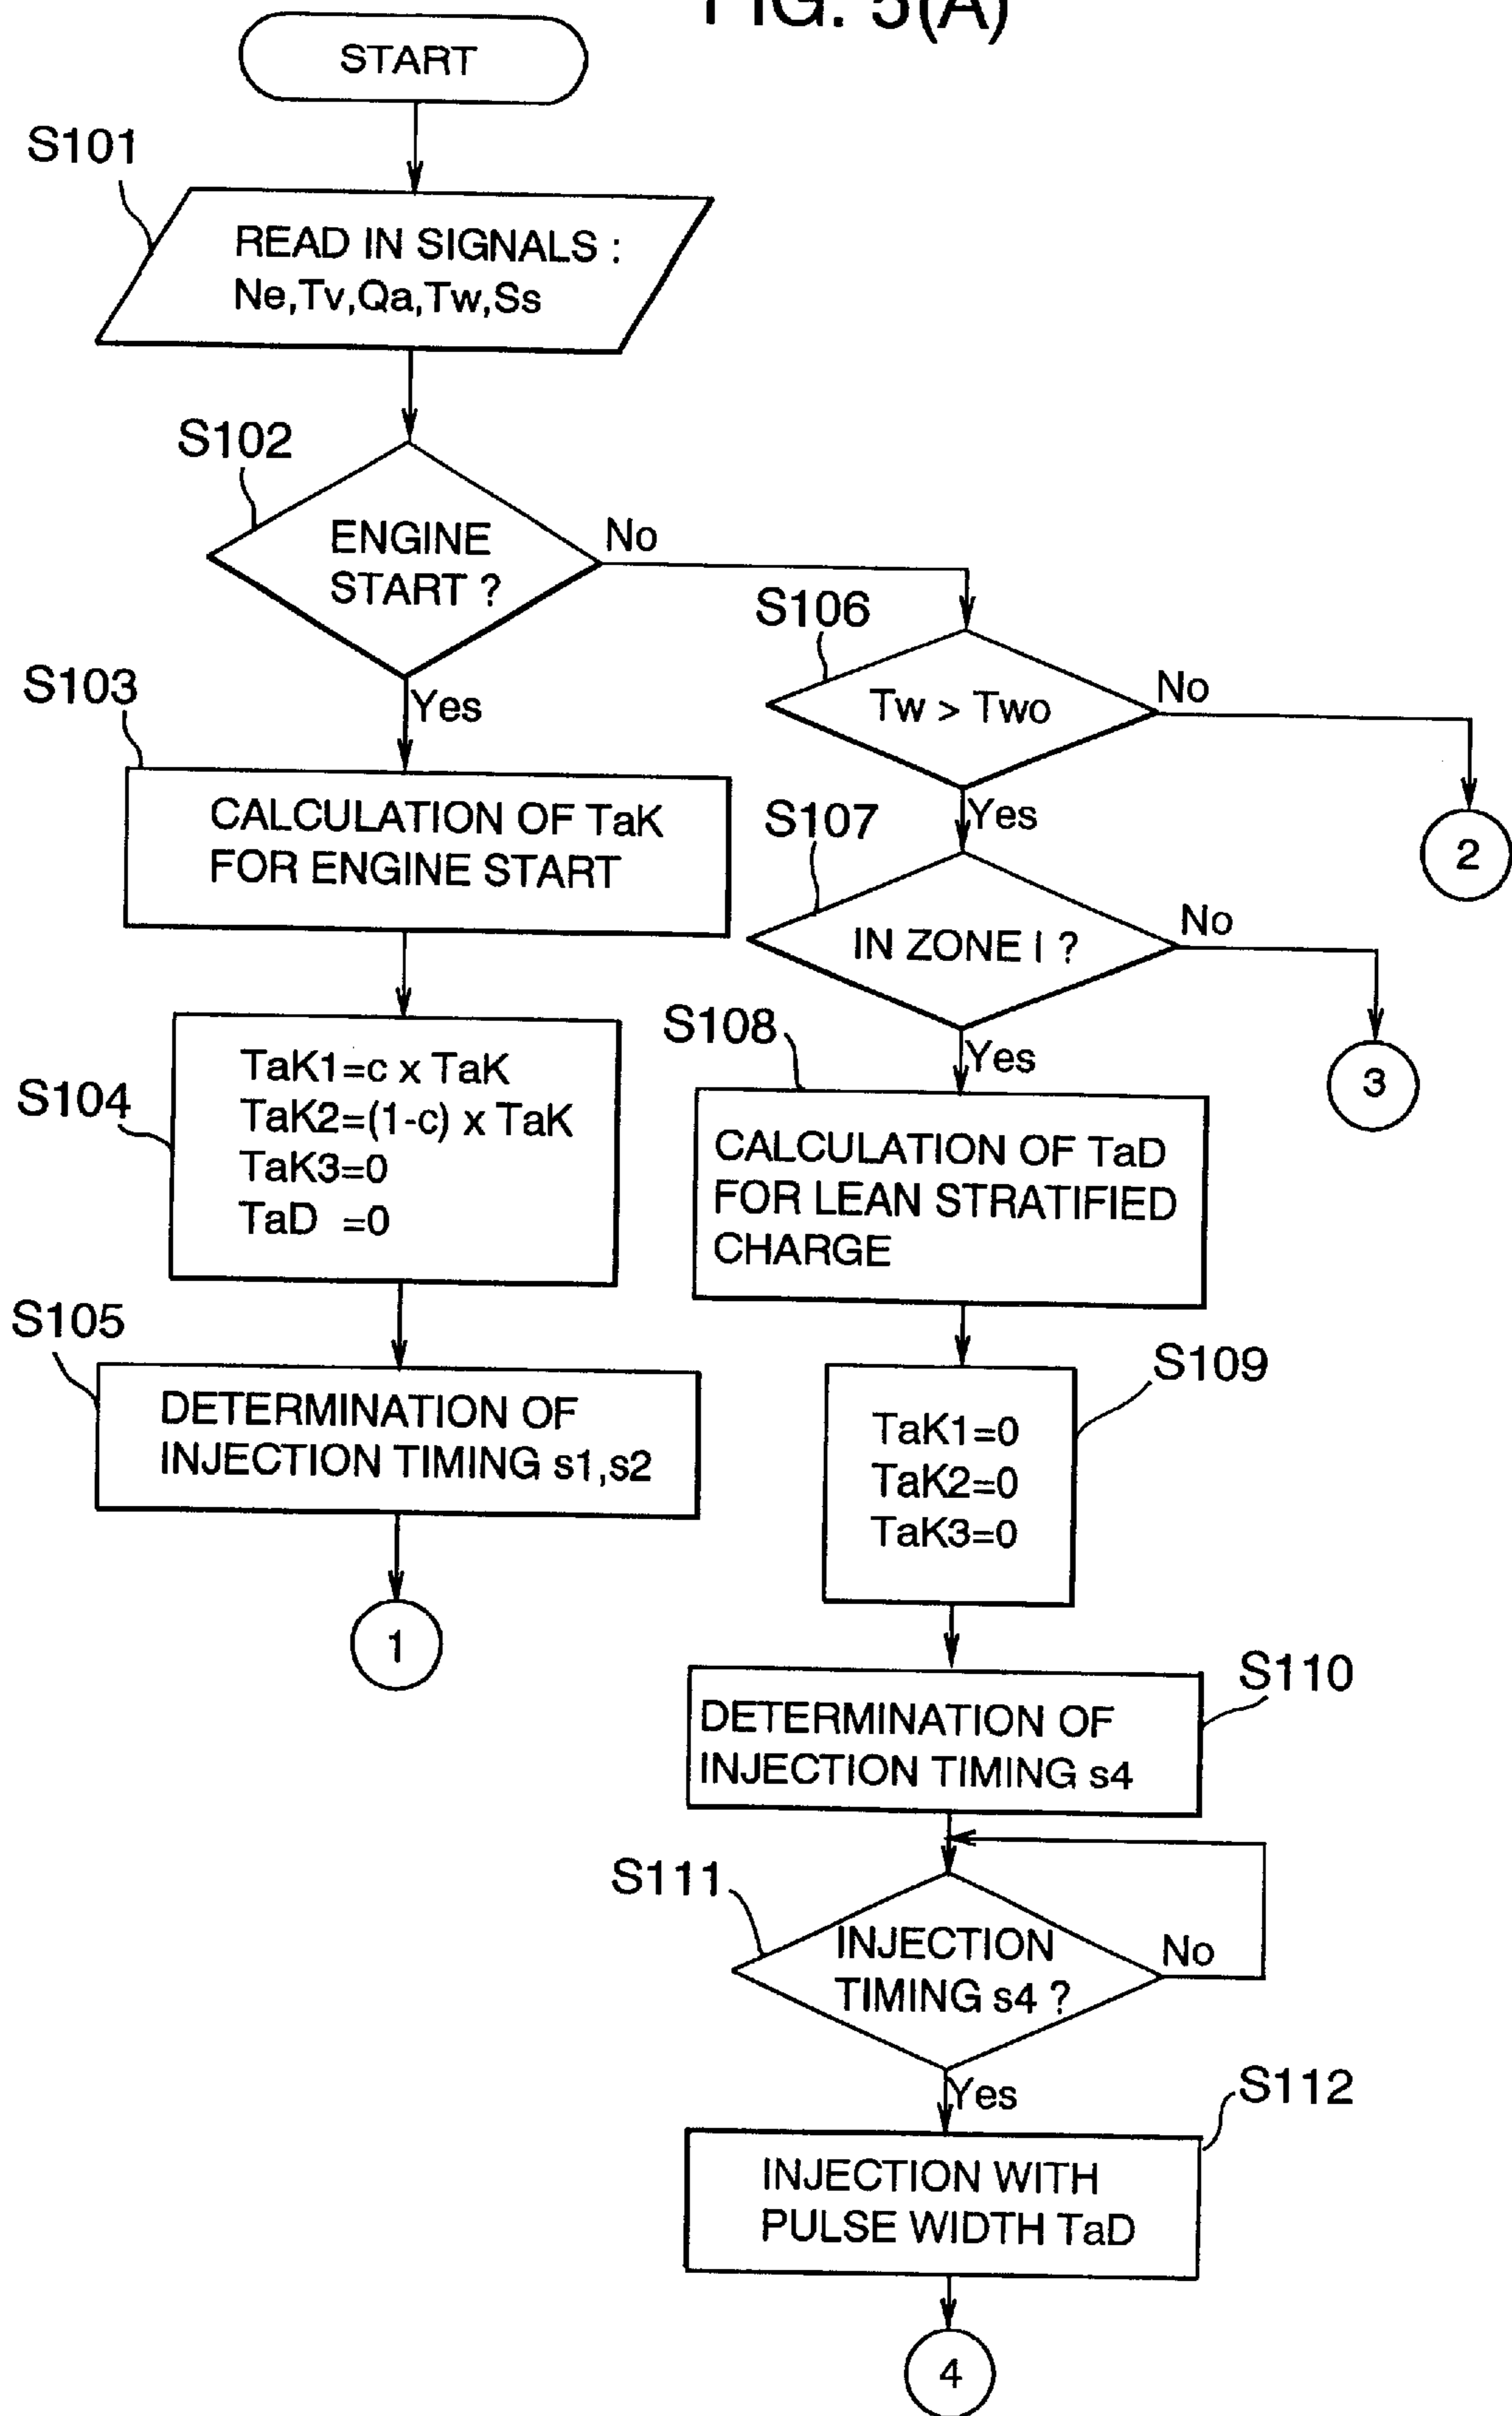 FIG. 5(A)
START
S101
READ IN SIGNALS :
Ne,Tv,Qa,Tw,Ss
S102
ENGINE
START ?
No
Yes
S103
CALCULATION OF TaK
FOR ENGINE START
S104
TaK1=c x TaK
TaK2=(1-c) x TaK
TaK3=0
TaD =0
S105
DETERMINATION OF
INJECTION TIMING s1,s2
1
S106
Tw > Two
No
2
Yes
S107
IN ZONE I ?
No
3
Yes
S108
CALCULATION OF TaD
FOR LEAN STRATIFIED
CHARGE
S109
TaK1=0
TaK2=0
TaK3=0
S110
DETERMINATION OF
INJECTION TIMING s4
S111
INJECTION
TIMING s4 ?
No
Yes
S112
INJECTION WITH
PULSE WIDTH TaD
4